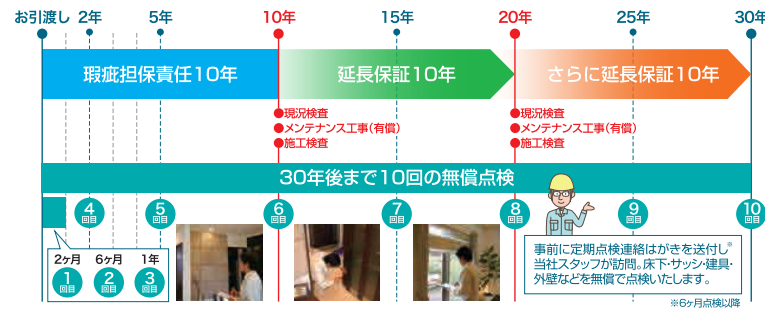 お引渡し 2年 5年 10年 15年 20年 25年 30年
瑕疵担保責任10年 延長保証10年 さらに延長保証10年
現況検査
メンテナンス工事(有償)
施工検査
現況検査
メンテナンス工事(有償)
施工検査
30年後まで10回の無償点検
4回目 5回目 6回目 7回目 8回目 9回目 10回目
2ヶ月 6ヶ月 1年
1回目 2回目 3回目
事前に定期点検連絡はがきを送付し※
当社スタッフが訪問。床下・サッシ・建具・
外壁などを無償で点検いたします。
※6ヶ月点検以降